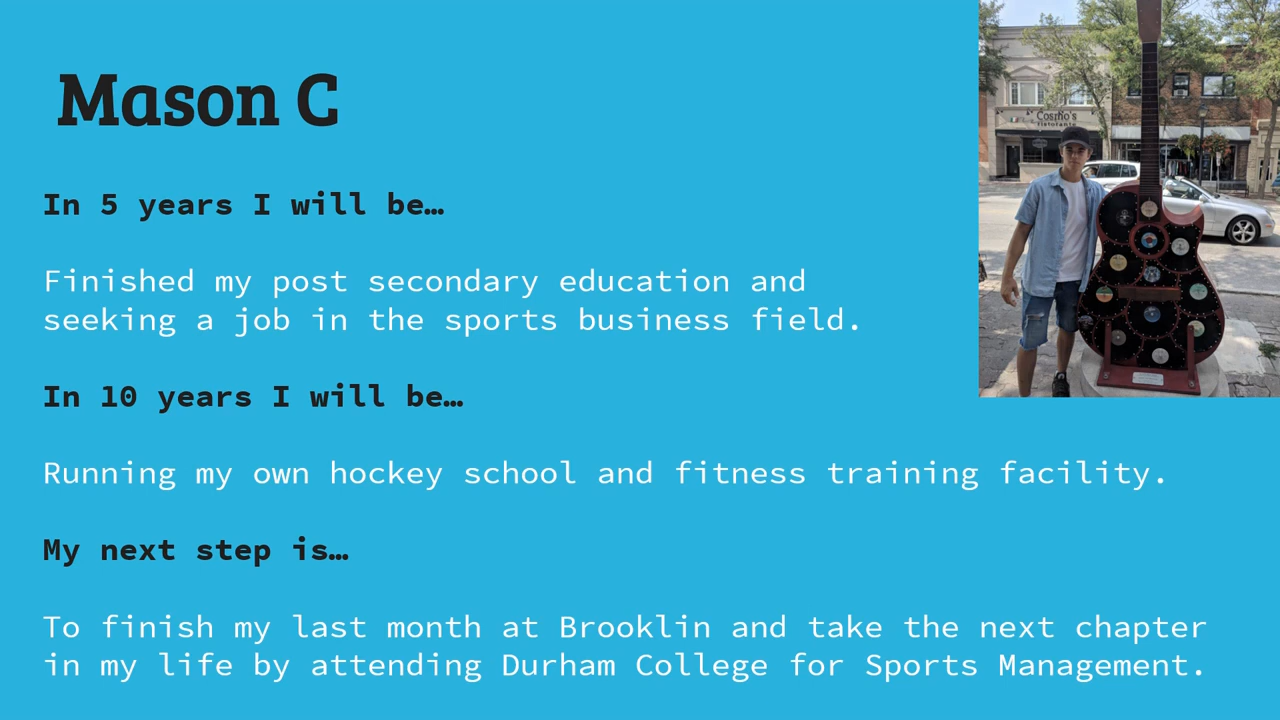 Mason C
Cosmo's
ristorante
In 5 years I will be…
Finished my post secondary education and
seeking a job in the sports business field.
In 10 years I will be…
Running my own hockey school and fitness training facility.
My next step is…
To finish my last month at Brooklin and take the next chapter
in my life by attending Durham College for Sports Management.